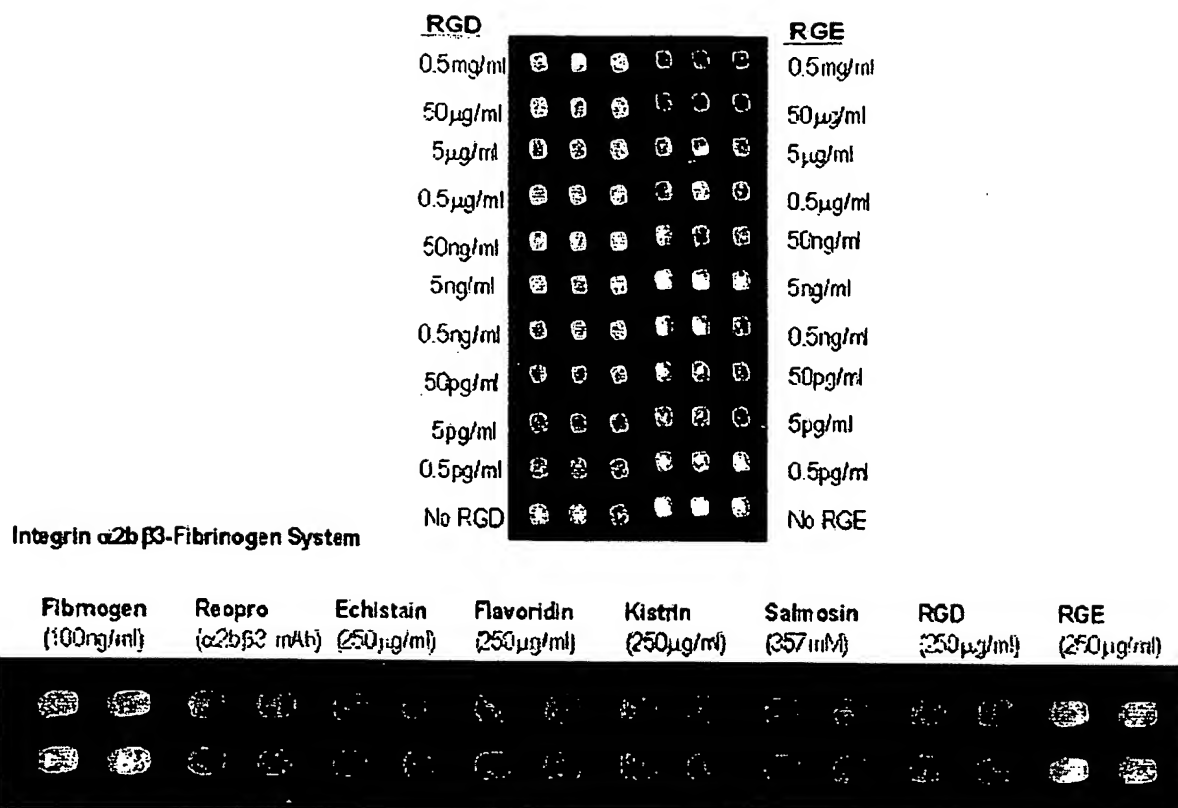 RGD
RGE
0.5mg/ml
0.5mg/ml
50µg/ml
50µg/ml
5µg/ml
5µg/ml
0.5µg/ml
0.5µg/ml
50ng/ml
50ng/ml
5ng/ml
5ng/ml
0.5ng/ml
0.5ng/ml
50pg/ml
50pg/ml
5pg/ml
5pg/ml
0.5pg/ml
0.5pg/ml
No RGD
No RGE
Integrin α2b β3-Fibrinogen System
Fibrnogen Reopro Echistain Flavoridin Kistrin Salmosin RGD RGE
(100ng/ml) (α2bβ3 mAb) (250µg/ml) (250µg/ml) (250µg/ml) (357mM) (250µg/ml) (250µg/ml)